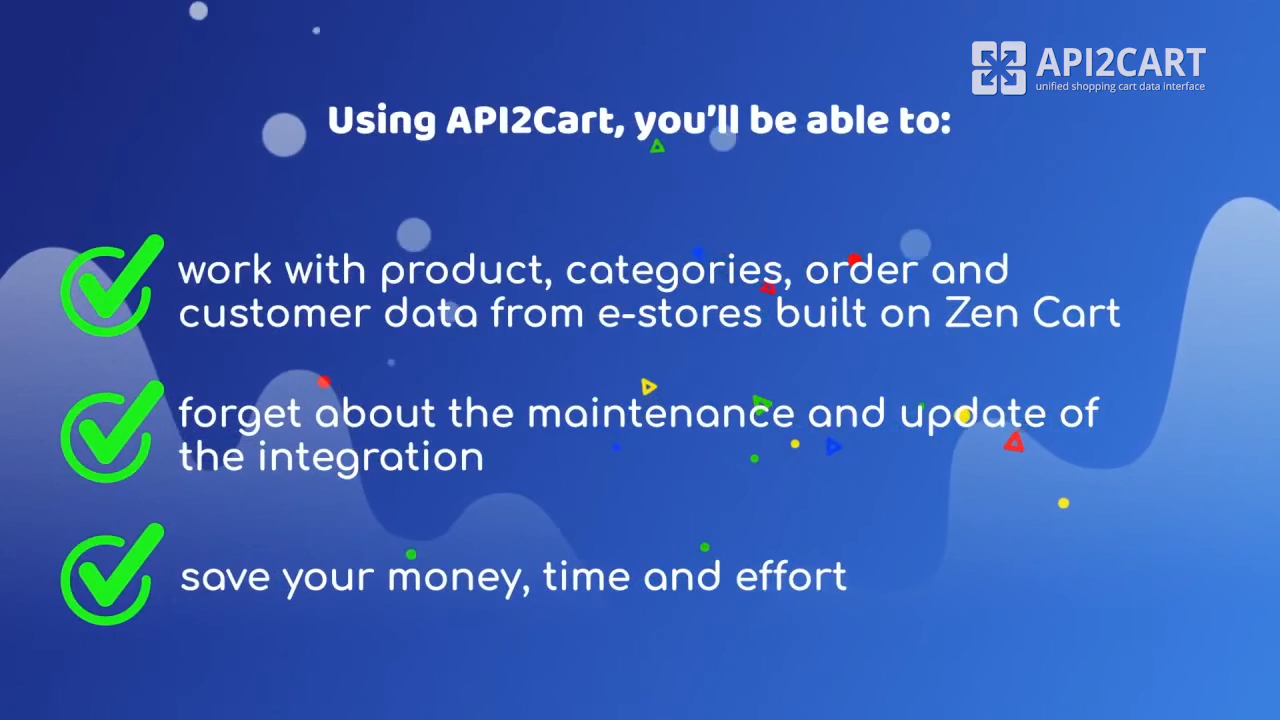 API2CART
unified shopping cart data interface
Using API2Cart, you'll be able to:
work with product, categories, order and
customer data from e-stores built on Zen Cart
forget about the maintenance and update of
the integration
save your money, time and effort